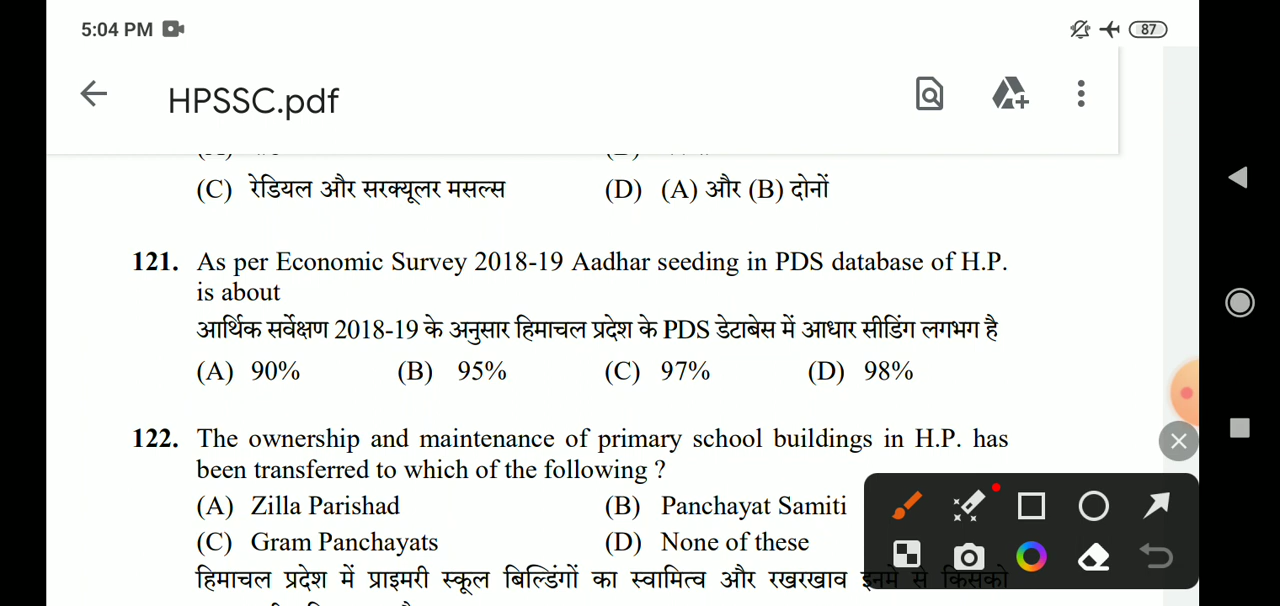 5:04 PM
87
HPSSC.pdf
(C) रेडियल और सरक्यूलर मसल्स (D) (A) और (B) दोनों
121. As per Economic Survey 2018-19 Aadhar seeding in PDS database of H.P.
is about
आर्थिक सर्वेक्षण 2018-19 के अनुसार हिमाचल प्रदेश के PDS डेटाबेस में आधार सीडिंग लगभग है
(A) 90% (B) 95% (C) 97% (D) 98%
122. The ownership and maintenance of primary school buildings in H.P. has
been transferred to which of the following ?
(A) Zilla Parishad (B) Panchayat Samiti
(C) Gram Panchayats (D) None of these
हिमाचल प्रदेश में प्राइमरी स्कूल बिल्डिंगों का स्वामित्व और रखरखाव इनमें से किसको